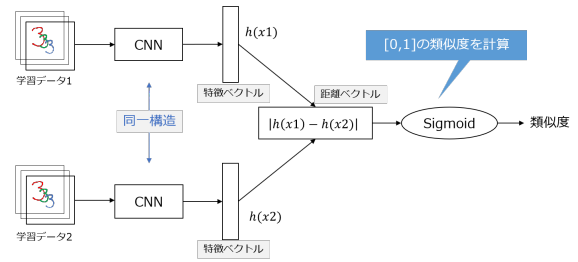 333
学習データ1
CNN
h(x1)
特徴ベクトル
[0,1]の類似度を計算
距離ベクトル
同一構造
|h(x1) − h(x2)|
Sigmoid
類似度
333
学習データ2
CNN
h(x2)
特徴ベクトル